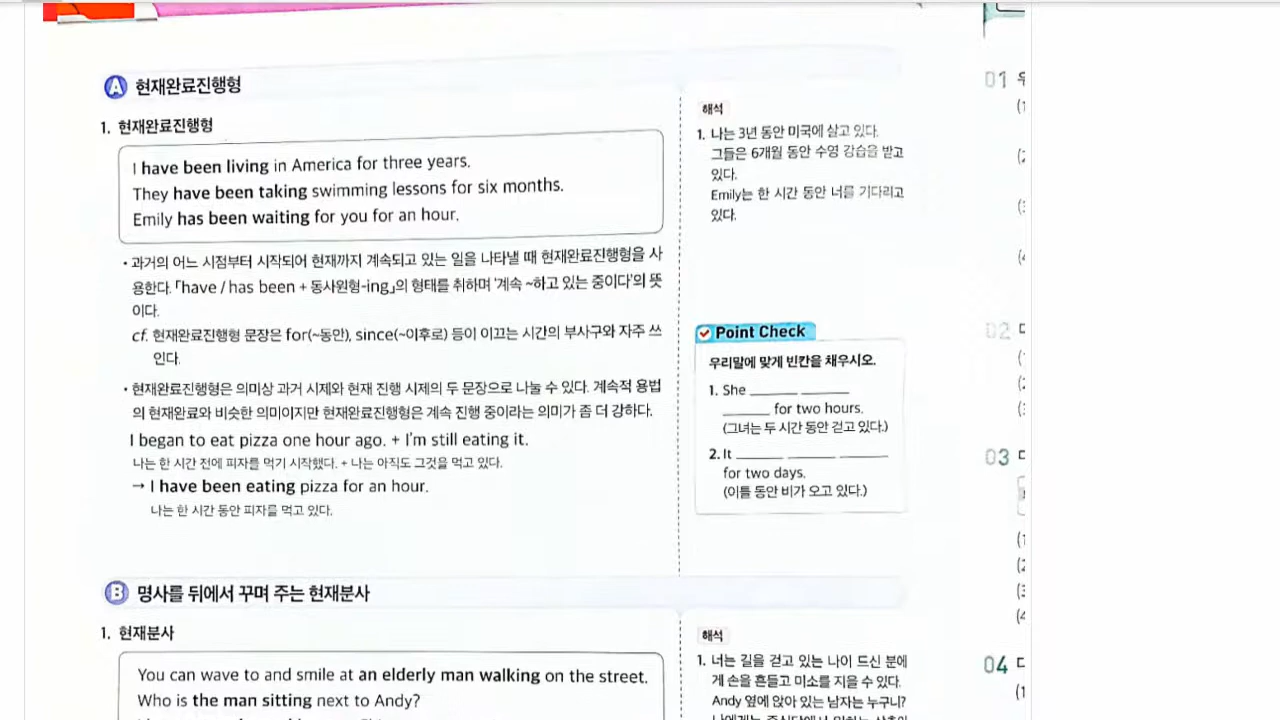 A 현재완료진행형
1. 현재완료진행형
I have been living in America for three years.
They have been taking swimming lessons for six months.
Emily has been waiting for you for an hour.
• 과거의 어느 시점부터 시작되어 현재까지 계속되고 있는 일을 나타낼 때 현재완료진행형을 사
용한다. 「have / has been + 동사원형-ing」의 형태를 취하며 '계속 ~하고 있는 중이다'의 뜻
이다.
cf. 현재완료진행형 문장은 for(~동안), since(~이후로) 등이 이끄는 시간의 부사구와 자주 쓰
인다.
• 현재완료진행형은 의미상 과거 시제와 현재 진행 시제의 두 문장으로 나눌 수 있다. 계속적 용법
의 현재완료와 비슷한 의미이지만 현재완료진행형은 계속 진행 중이라는 의미가 좀 더 강하다.
I began to eat pizza one hour ago. + I'm still eating it.
나는 한 시간 전에 피자를 먹기 시작했다. + 나는 아직도 그것을 먹고 있다.
→ I have been eating pizza for an hour.
나는 한 시간 동안 피자를 먹고 있다.
해석
1. 나는 3년 동안 미국에 살고 있다.
그들은 6개월 동안 수영 강습을 받고
있다.
Emily는 한 시간 동안 너를 기다리고
있다.
Point Check
우리말에 맞게 빈칸을 채우시오.
1. She ______ ______
______ for two hours.
(그녀는 두 시간 동안 걷고 있다.)
2. It ______ ______ ______
for two days.
(이틀 동안 비가 오고 있다.)
B 명사를 뒤에서 꾸며 주는 현재분사
1. 현재분사
You can wave to and smile at an elderly man walking on the street.
Who is the man sitting next to Andy?
해석
1. 너는 길을 걷고 있는 나이 드신 분에
게 손을 흔들고 미소를 지을 수 있다.
Andy 옆에 앉아 있는 남자는 누구니?
01
02
03
04